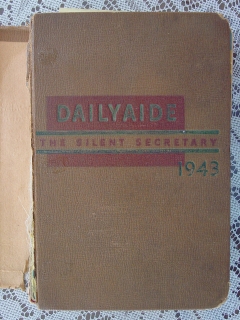 DAILYAIDE
THE SILENT SECRETARY
1943